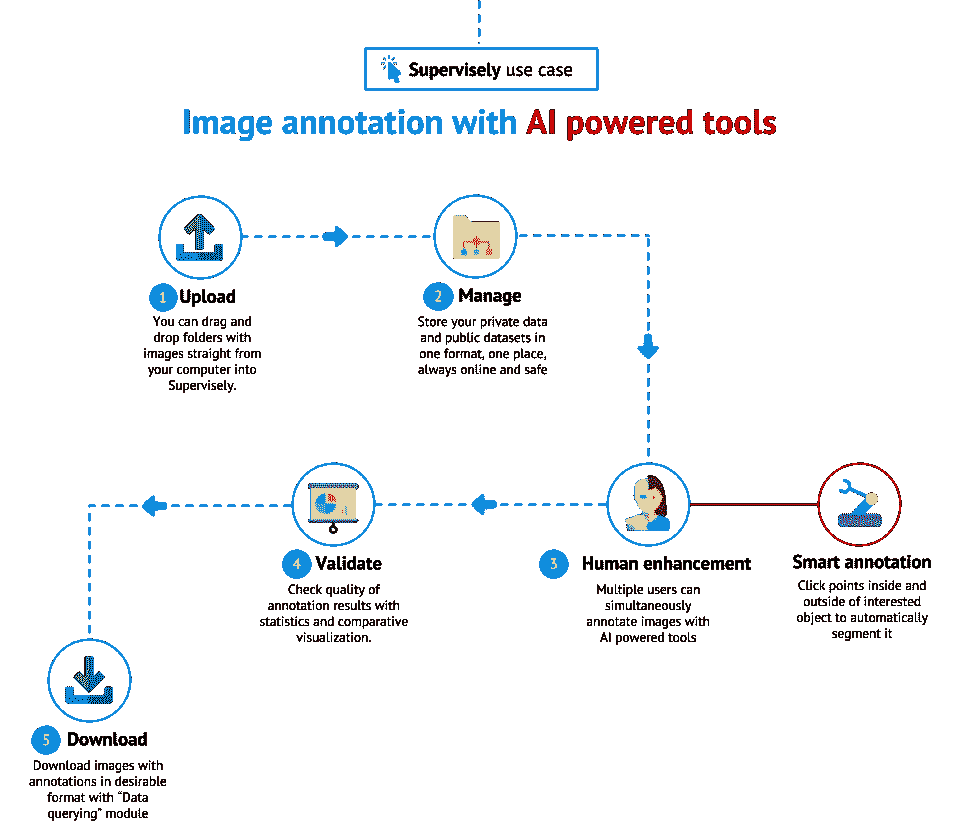 Supervisely use case
Image annotation with AI powered tools
1 Upload
You can drag and
drop folders with
images straight from
your computer into
Supervisely.
2 Manage
Store your private data
and public datasets in
one format, one place,
always online and safe
3 Human enhancement
Multiple users can
simultaneously
annotate images with
AI powered tools
Smart annotation
Click points inside and
outside of interested
object to automatically
segment it
4 Validate
Check quality of
annotation results with
statistics and comparative
visualization.
5 Download
Download images with
annotations in desirable
format with “Data
querying” module